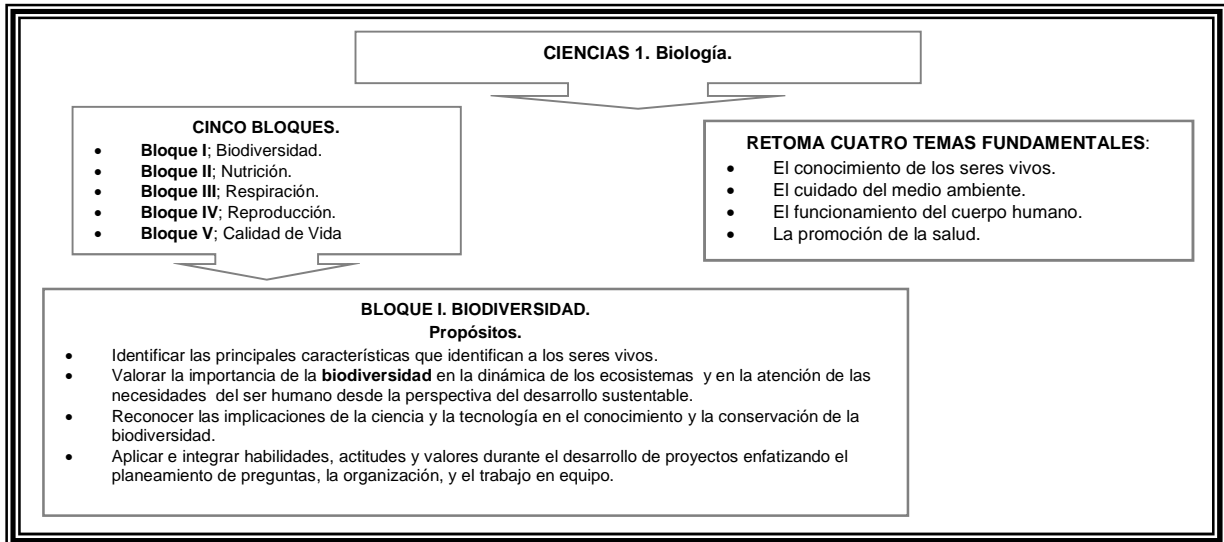 CIENCIAS 1. Biología.
CINCO BLOQUES.
• Bloque I; Biodiversidad.
• Bloque II; Nutrición.
• Bloque III; Respiración.
• Bloque IV; Reproducción.
• Bloque V; Calidad de Vida
RETOMA CUATRO TEMAS FUNDAMENTALES:
• El conocimiento de los seres vivos.
• El cuidado del medio ambiente.
• El funcionamiento del cuerpo humano.
• La promoción de la salud.
BLOQUE I. BIODIVERSIDAD.
Propósitos.
• Identificar las principales características que identifican a los seres vivos.
• Valorar la importancia de la biodiversidad en la dinámica de los ecosistemas y en la atención de las
necesidades del ser humano desde la perspectiva del desarrollo sustentable.
• Reconocer las implicaciones de la ciencia y la tecnología en el conocimiento y la conservación de la
biodiversidad.
• Aplicar e integrar habilidades, actitudes y valores durante el desarrollo de proyectos enfatizando el
planeamiento de preguntas, la organización, y el trabajo en equipo.